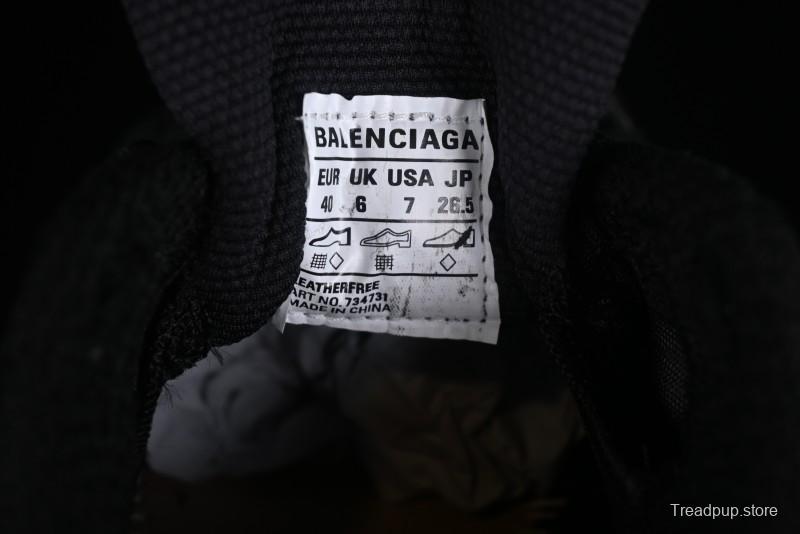 BALENCIAGA
EUR UK USA JP
40 6 7 26.5
LEATHERFREE
ART NO. 734731
MADE IN CHINA
Treadpup.store